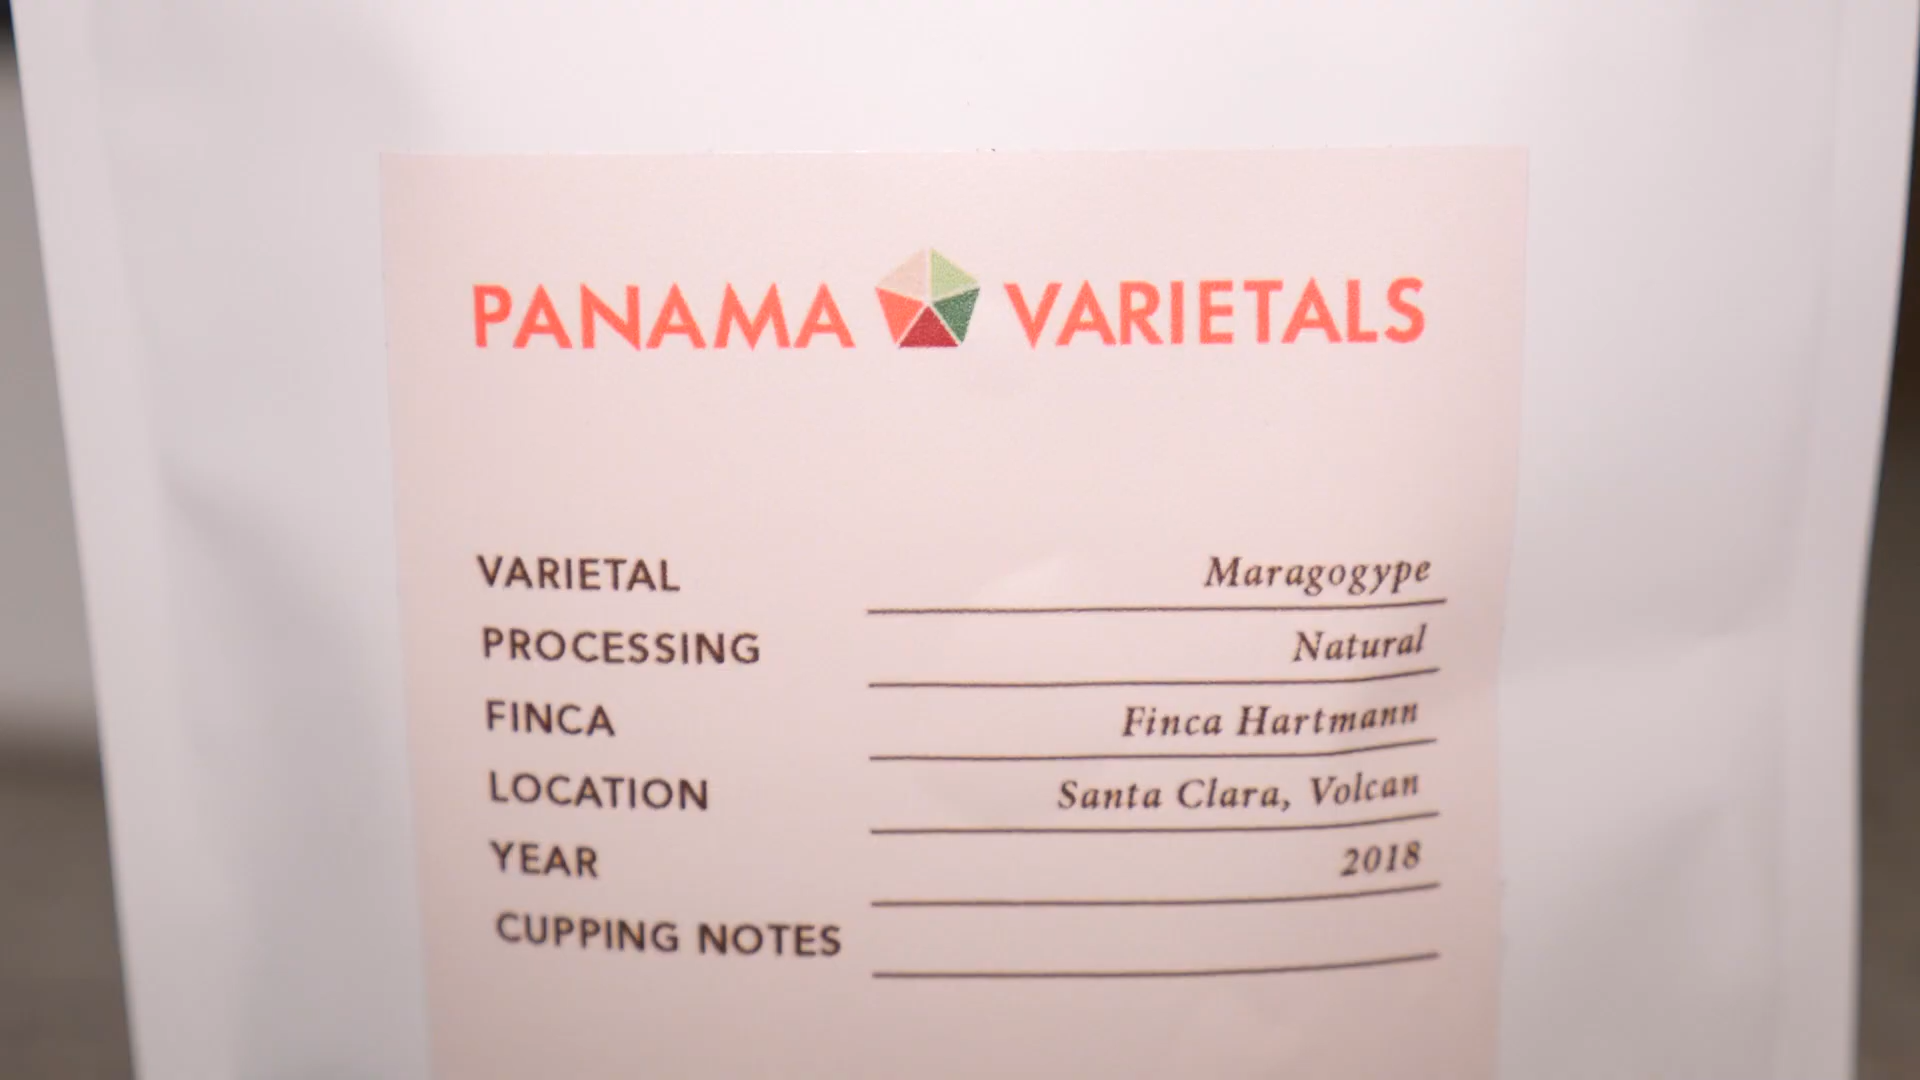 PANAMA VARIETALS
VARIETAL Maragogype
PROCESSING Natural
FINCA Finca Hartmann
LOCATION Santa Clara, Volcan
YEAR 2018
CUPPING NOTES